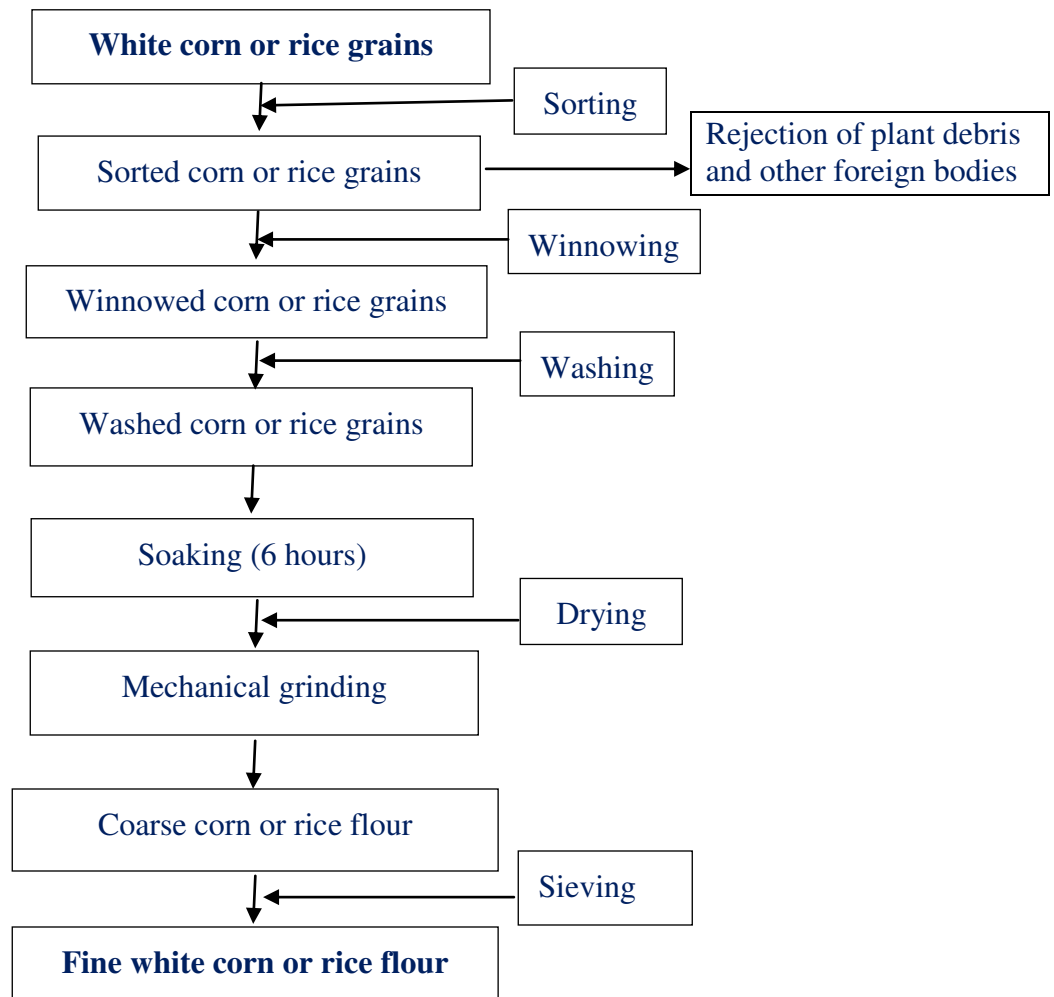 White corn or rice grains
Sorting
Rejection of plant debris
and other foreign bodies
Sorted corn or rice grains
Winnowing
Winnowed corn or rice grains
Washing
Washed corn or rice grains
Soaking (6 hours)
Drying
Mechanical grinding
Coarse corn or rice flour
Sieving
Fine white corn or rice flour